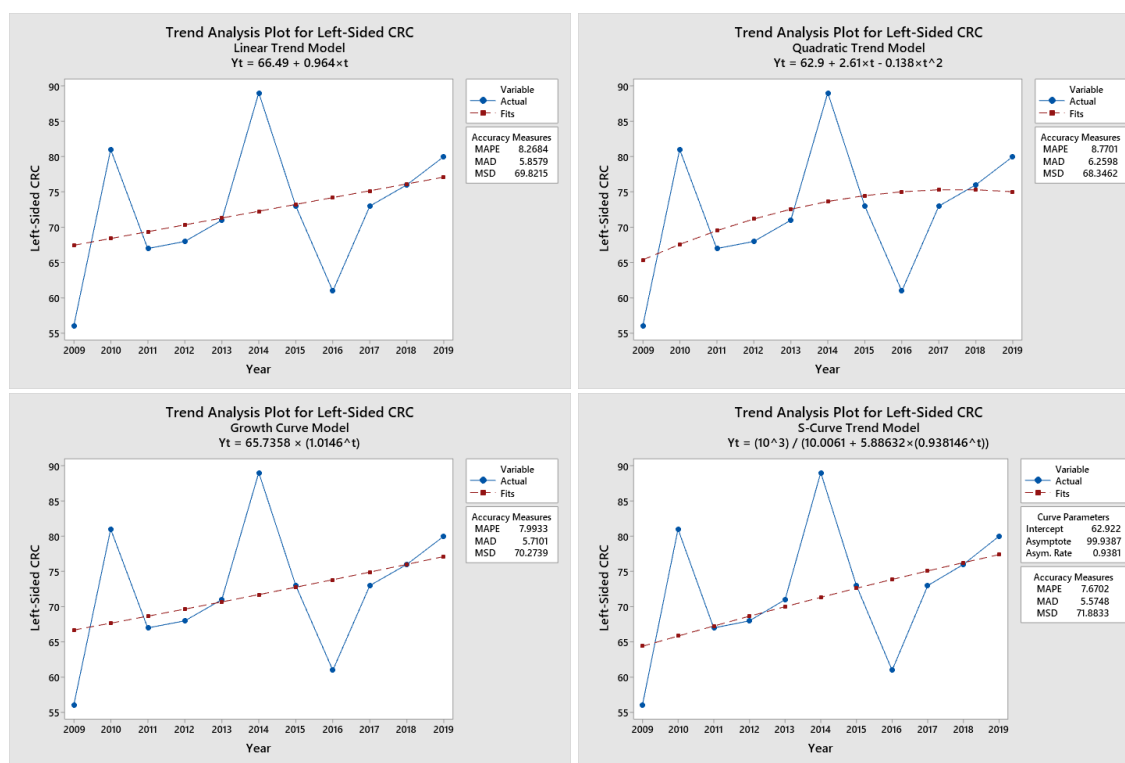 Trend Analysis Plot for Left-Sided CRC
Linear Trend Model
Yt = 66.49 + 0.964×t
90
85
80
75
70
65
60
55
Left-Sided CRC
2009 2010 2011 2012 2013 2014 2015 2016 2017 2018 2019
Year
Variable
Actual
Fits
Accuracy Measures
MAPE 8.2684
MAD 5.8579
MSD 69.8215
Trend Analysis Plot for Left-Sided CRC
Quadratic Trend Model
Yt = 62.9 + 2.61×t - 0.138×t^2
90
85
80
75
70
65
60
55
Left-Sided CRC
2009 2010 2011 2012 2013 2014 2015 2016 2017 2018 2019
Year
Variable
Actual
Fits
Accuracy Measures
MAPE 8.7701
MAD 6.2598
MSD 68.3462
Trend Analysis Plot for Left-Sided CRC
Growth Curve Model
Yt = 65.7358 × (1.0146^t)
90
85
80
75
70
65
60
55
Left-Sided CRC
2009 2010 2011 2012 2013 2014 2015 2016 2017 2018 2019
Year
Variable
Actual
Fits
Accuracy Measures
MAPE 7.9933
MAD 5.7101
MSD 70.2739
Trend Analysis Plot for Left-Sided CRC
S-Curve Trend Model
Yt = (10^3) / (10.0061 + 5.88632×(0.938146^t))
90
85
80
75
70
65
60
55
Left-Sided CRC
2009 2010 2011 2012 2013 2014 2015 2016 2017 2018 2019
Year
Variable
Actual
Fits
Curve Parameters
Intercept 62.922
Asymptote 99.9387
Asym. Rate 0.9381
Accuracy Measures
MAPE 7.6702
MAD 5.5748
MSD 71.8833